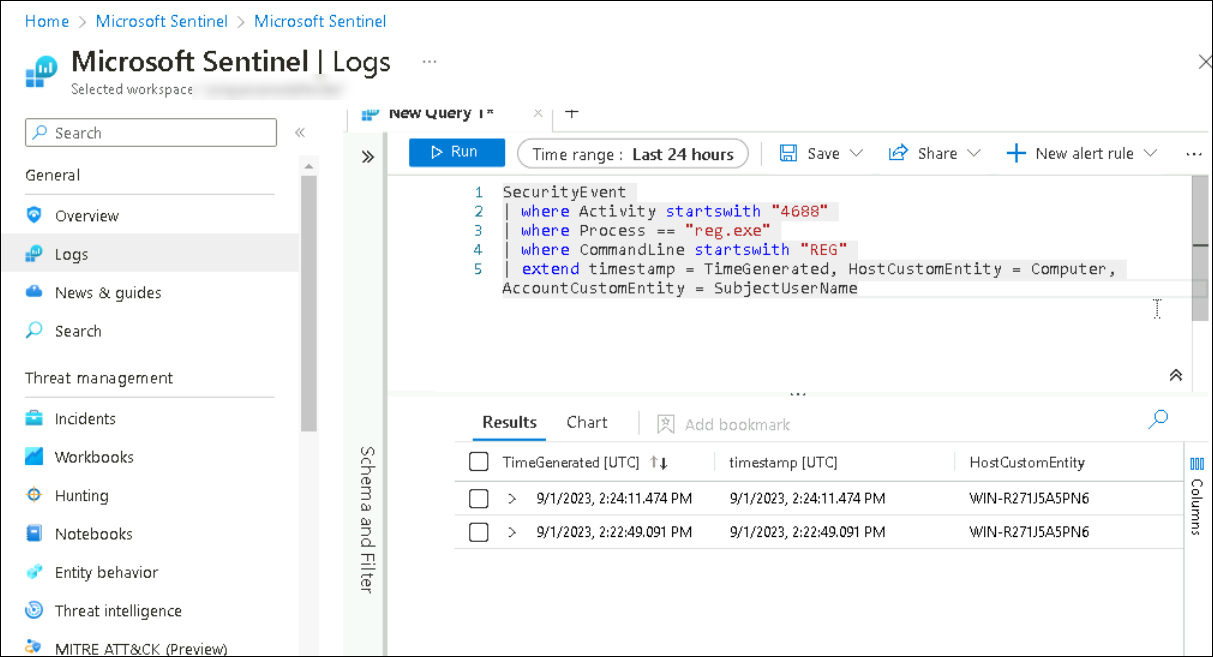 Home > Microsoft Sentinel > Microsoft Sentinel
Microsoft Sentinel | Logs ...
Selected workspace
Search
«
General
Overview
Logs
News & guides
Search
Threat management
Incidents
Workbooks
Hunting
Notebooks
Entity behavior
Threat intelligence
MITRE ATT&CK (Preview)
New Query 1* × +
»
Schema and Filter
Run Time range : Last 24 hours Save Share New alert rule ...
1 SecurityEvent
2 | where Activity startswith "4688"
3 | where Process == "reg.exe"
4 | where CommandLine startswith "REG"
5 | extend timestamp = TimeGenerated, HostCustomEntity = Computer,
AccountCustomEntity = SubjectUserName
Results Chart Add bookmark
TimeGenerated [UTC] ↑↓ timestamp [UTC] HostCustomEntity
> 9/1/2023, 2:24:11.474 PM 9/1/2023, 2:24:11.474 PM WIN-R271J5A5PN6
> 9/1/2023, 2:22:49.091 PM 9/1/2023, 2:22:49.091 PM WIN-R271J5A5PN6
Columns